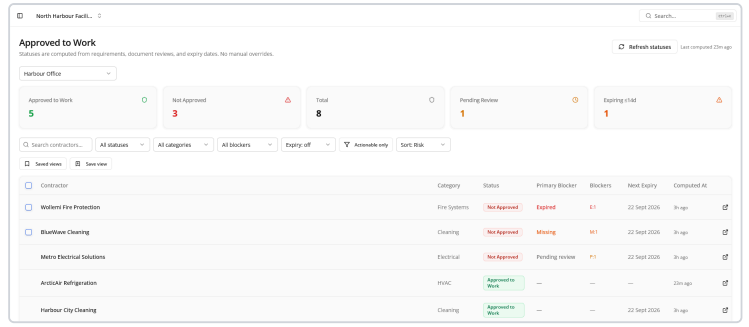 North Harbour Facili...
Search...
Approved to Work
Statuses are computed from requirements, document reviews, and expiry dates. No manual overrides.
Refresh statuses
Last computed 23m ago
Harbour Office
Approved to Work
5
Not Approved
3
Total
8
Pending Review
1
Expiring ≤14d
1
Search contractors...
All statuses
All categories
All blockers
Expiry: off
Actionable only
Sort: Risk
Saved views
Save view
Contractor Category Status Primary Blocker Blockers Next Expiry Computed At
Wollemi Fire Protection Fire Systems Not Approved Expired E:1 22 Sept 2026 3h ago
BlueWave Cleaning Cleaning Not Approved Missing M:1 22 Sept 2026 3h ago
Metro Electrical Solutions Electrical Not Approved Pending review P:1 22 Sept 2026 3h ago
ArcticAir Refrigeration HVAC Approved to Work — — — 23m ago
Harbour City Cleaning Cleaning Approved to Work — — 22 Sept 2026 3h ago